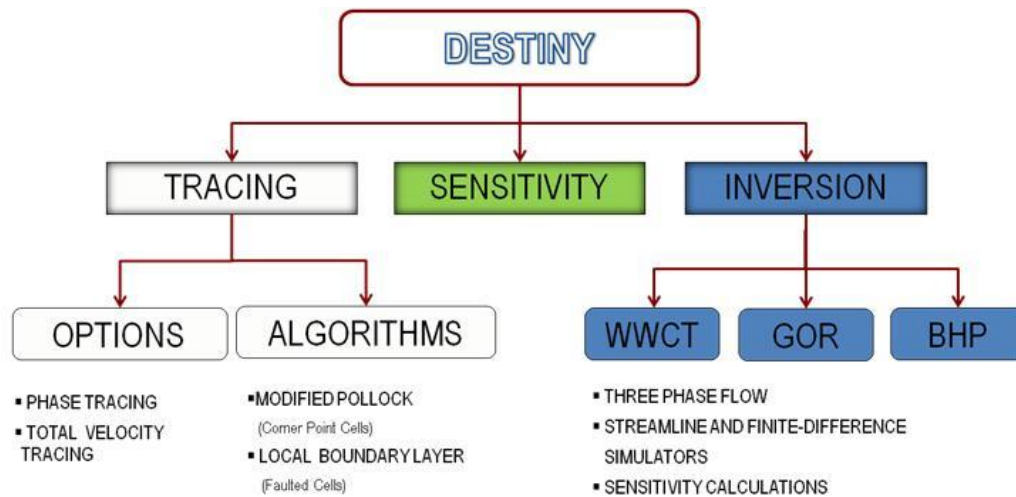 DESTINY
TRACING
SENSITIVITY
INVERSION
OPTIONS
ALGORITHMS
WWCT
GOR
BHP
▪ PHASE TRACING
▪ TOTAL VELOCITY
TRACING
▪MODIFIED POLLOCK
(Corner Point Cells)
▪ LOCAL BOUNDARY LAYER
(Faulted Cells)
▪ THREE PHASE FLOW
▪ STREAMLINE AND FINITE-DIFFERENCE
SIMULATORS
▪ SENSITIVITY CALCULATIONS